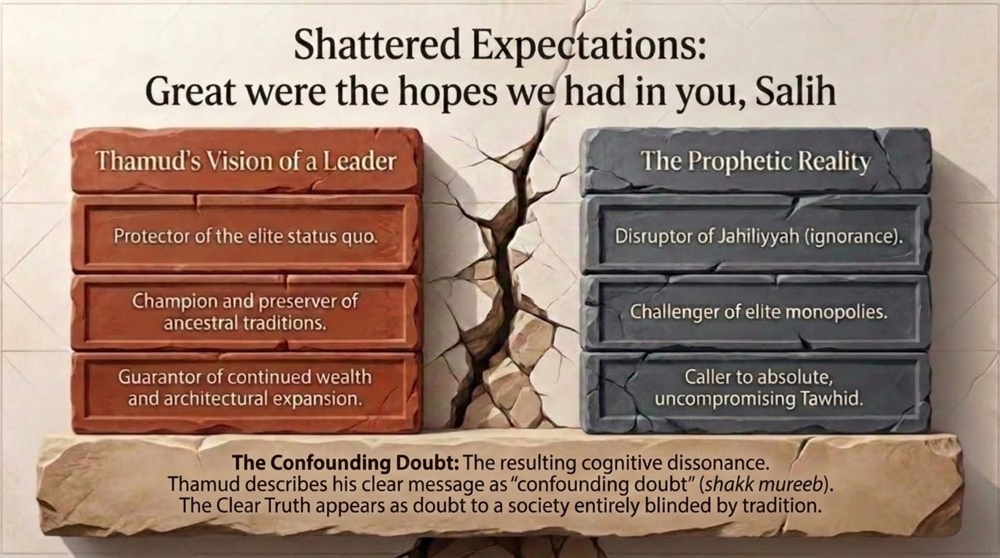 Shattered Expectations:
Great were the hopes we had in you, Salih
Thamud's Vision of a Leader
Protector of the elite status quo.
Champion and preserver of
ancestral traditions.
Guarantor of continued wealth
and architectural expansion.
The Prophetic Reality
Disruptor of Jahiliyyah (ignorance).
Challenger of elite monopolies.
Caller to absolute,
uncompromising Tawhid.
The Confounding Doubt: The resulting cognitive dissonance.
Thamud describes his clear message as “confounding doubt” (shakk mureeb).
The Clear Truth appears as doubt to a society entirely blinded by tradition.